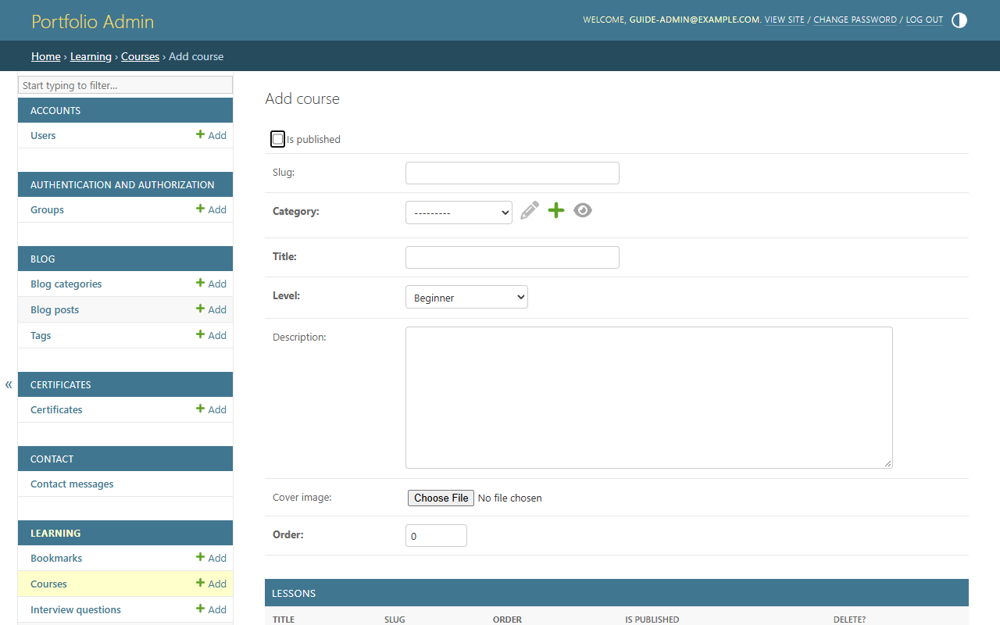 Portfolio Admin
WELCOME, GUIDE-ADMIN@EXAMPLE.COM. VIEW SITE / CHANGE PASSWORD / LOG OUT
Home › Learning › Courses › Add course
Start typing to filter...
ACCOUNTS
Users Add
AUTHENTICATION AND AUTHORIZATION
Groups Add
BLOG
Blog categories Add
Blog posts Add
Tags Add
«
CERTIFICATES
Certificates Add
CONTACT
Contact messages
LEARNING
Bookmarks Add
Courses Add
Interview questions Add
Add course
Is published
Slug:
Category: ---------
Title:
Level: Beginner
Description:
Cover image: Choose File No file chosen
Order: 0
LESSONS
TITLE SLUG ORDER IS PUBLISHED DELETE?